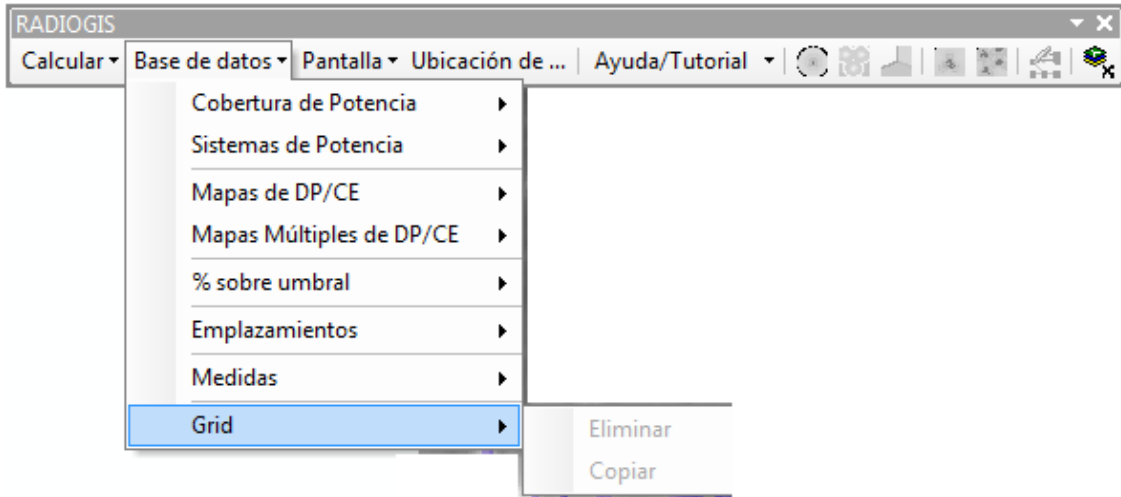 RADIOGIS
Calcular Base de datos Pantalla Ubicación de ... Ayuda/Tutorial
Cobertura de Potencia
Sistemas de Potencia
Mapas de DP/CE
Mapas Múltiples de DP/CE
% sobre umbral
Emplazamientos
Medidas
Grid
Eliminar
Copiar